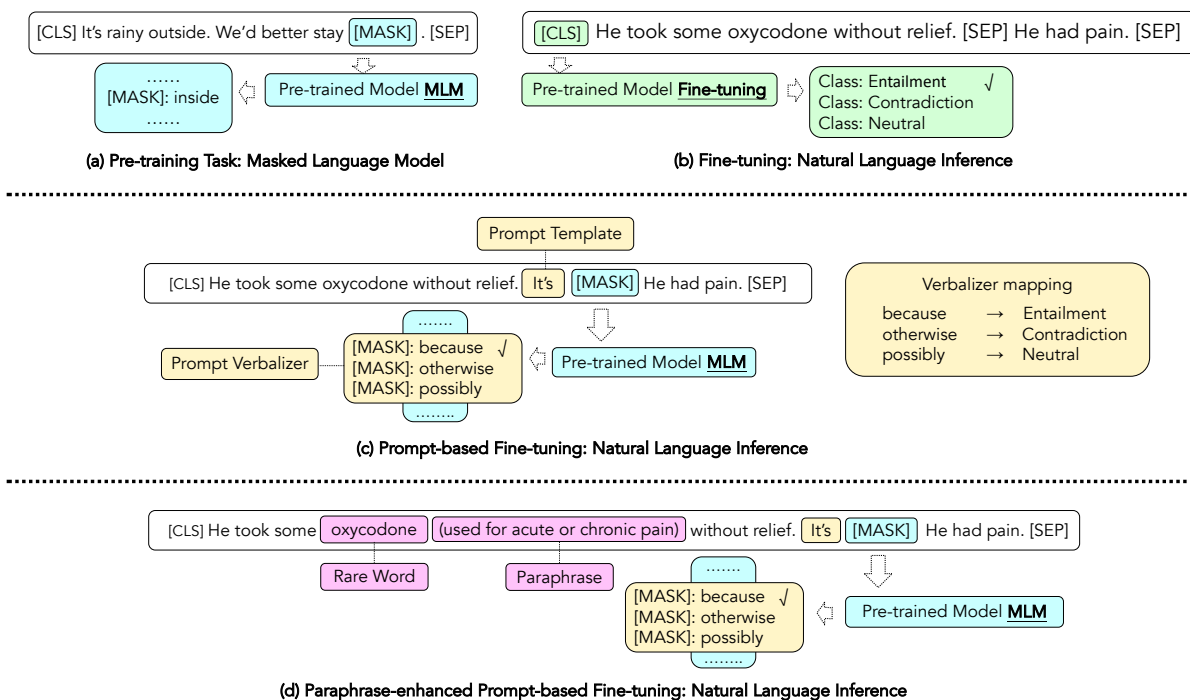 [CLS] It's rainy outside. We'd better stay [MASK] . [SEP]
......
[MASK]: inside
......
Pre-trained Model MLM
(a) Pre-training Task: Masked Language Model
[CLS] He took some oxycodone without relief. [SEP] He had pain. [SEP]
Pre-trained Model Fine-tuning
Class: Entailment √
Class: Contradiction
Class: Neutral
(b) Fine-tuning: Natural Language Inference
Prompt Template
[CLS] He took some oxycodone without relief. It's [MASK] He had pain. [SEP]
.......
[MASK]: because √
[MASK]: otherwise
[MASK]: possibly
........
Prompt Verbalizer
Pre-trained Model MLM
Verbalizer mapping
because → Entailment
otherwise → Contradiction
possibly → Neutral
(c) Prompt-based Fine-tuning: Natural Language Inference
[CLS] He took some oxycodone (used for acute or chronic pain) without relief. It's [MASK] He had pain. [SEP]
Rare Word
Paraphrase
.......
[MASK]: because √
[MASK]: otherwise
[MASK]: possibly
........
Pre-trained Model MLM
(d) Paraphrase-enhanced Prompt-based Fine-tuning: Natural Language Inference